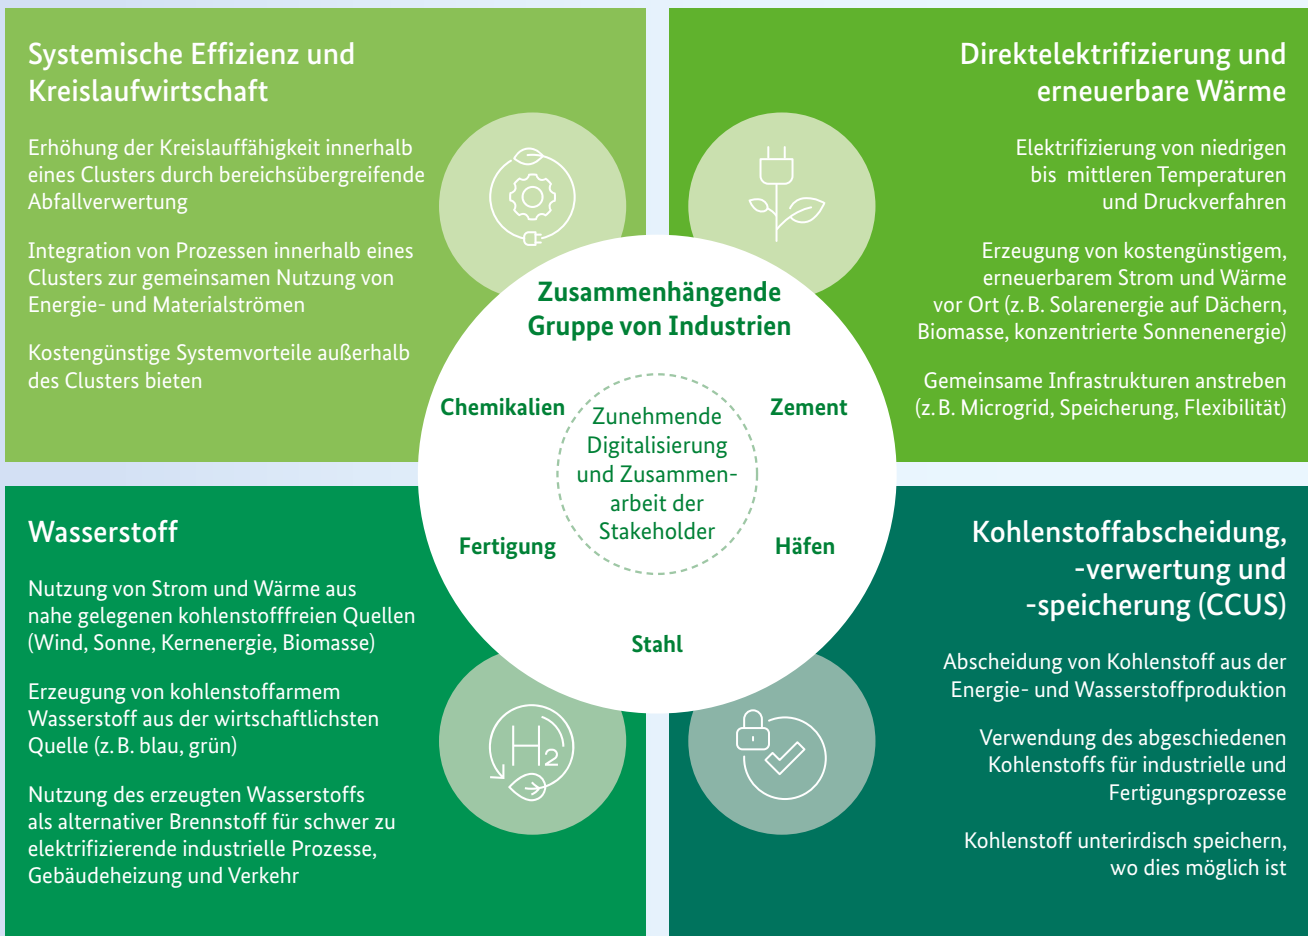 Systemische Effizienz und
Kreislaufwirtschaft
Erhöhung der Kreislauffähigkeit innerhalb
eines Clusters durch bereichsübergreifende
Abfallverwertung
Integration von Prozessen innerhalb eines
Clusters zur gemeinsamen Nutzung von
Energie- und Materialströmen
Kostengünstige Systemvorteile außerhalb
des Clusters bieten
Direktelektrifizierung und
erneuerbare Wärme
Elektrifizierung von niedrigen
bis mittleren Temperaturen
und Druckverfahren
Erzeugung von kostengünstigem,
erneuerbarem Strom und Wärme
vor Ort (z. B. Solarenergie auf Dächern,
Biomasse, konzentrierte Sonnenenergie)
Gemeinsame Infrastrukturen anstreben
(z. B. Microgrid, Speicherung, Flexibilität)
Zusammenhängende
Gruppe von Industrien
Chemikalien
Zement
Zunehmende
Digitalisierung
und Zusammen-
arbeit der
Stakeholder
Fertigung
Häfen
Stahl
Wasserstoff
Nutzung von Strom und Wärme aus
nahe gelegenen kohlenstofffreien Quellen
(Wind, Sonne, Kernenergie, Biomasse)
Erzeugung von kohlenstoffarmem
Wasserstoff aus der wirtschaftlichsten
Quelle (z. B. blau, grün)
Nutzung des erzeugten Wasserstoffs
als alternativer Brennstoff für schwer zu
elektrifizierende industrielle Prozesse,
Gebäudeheizung und Verkehr
H2
Kohlenstoffabscheidung,
-verwertung und
-speicherung (CCUS)
Abscheidung von Kohlenstoff aus der
Energie- und Wasserstoffproduktion
Verwendung des abgeschiedenen
Kohlenstoffs für industrielle und
Fertigungsprozesse
Kohlenstoff unterirdisch speichern,
wo dies möglich ist